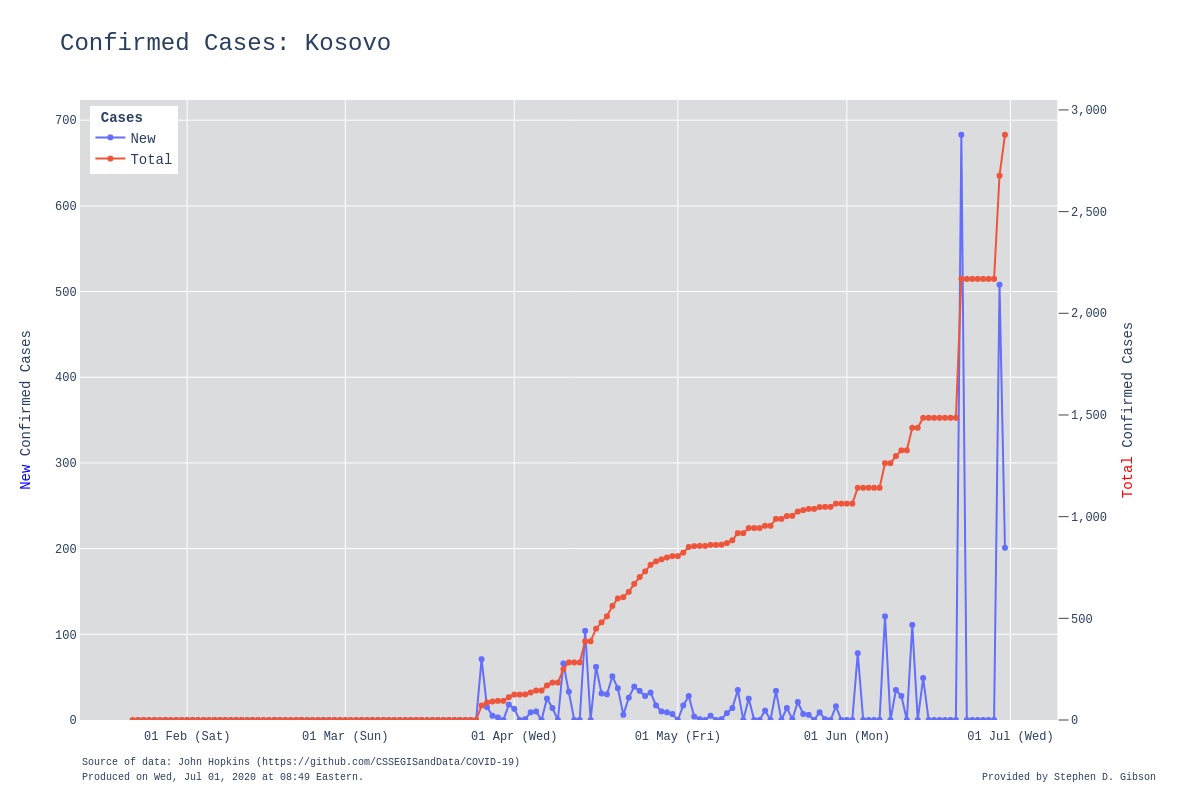 Confirmed Cases: Kosovo
Cases
New
Total
700
600
500
400
300
200
100
0
3,000
2,500
2,000
1,500
1,000
500
0
New Confirmed Cases
Total Confirmed Cases
01 Feb (Sat)
01 Mar (Sun)
01 Apr (Wed)
01 May (Fri)
01 Jun (Mon)
01 Jul (Wed)
Source of data: John Hopkins (https://github.com/CSSEGISandData/COVID-19)
Produced on Wed, Jul 01, 2020 at 08:49 Eastern.
Provided by Stephen D. Gibson